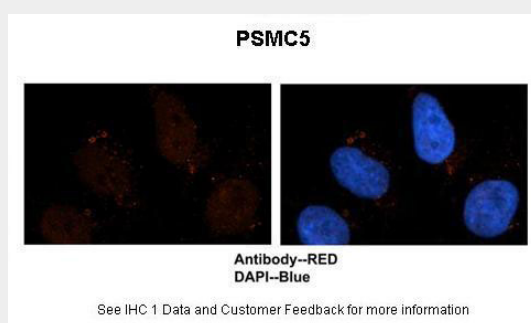 PSMC5
Antibody--RED
DAPI--Blue
See IHC 1 Data and Customer Feedback for more information